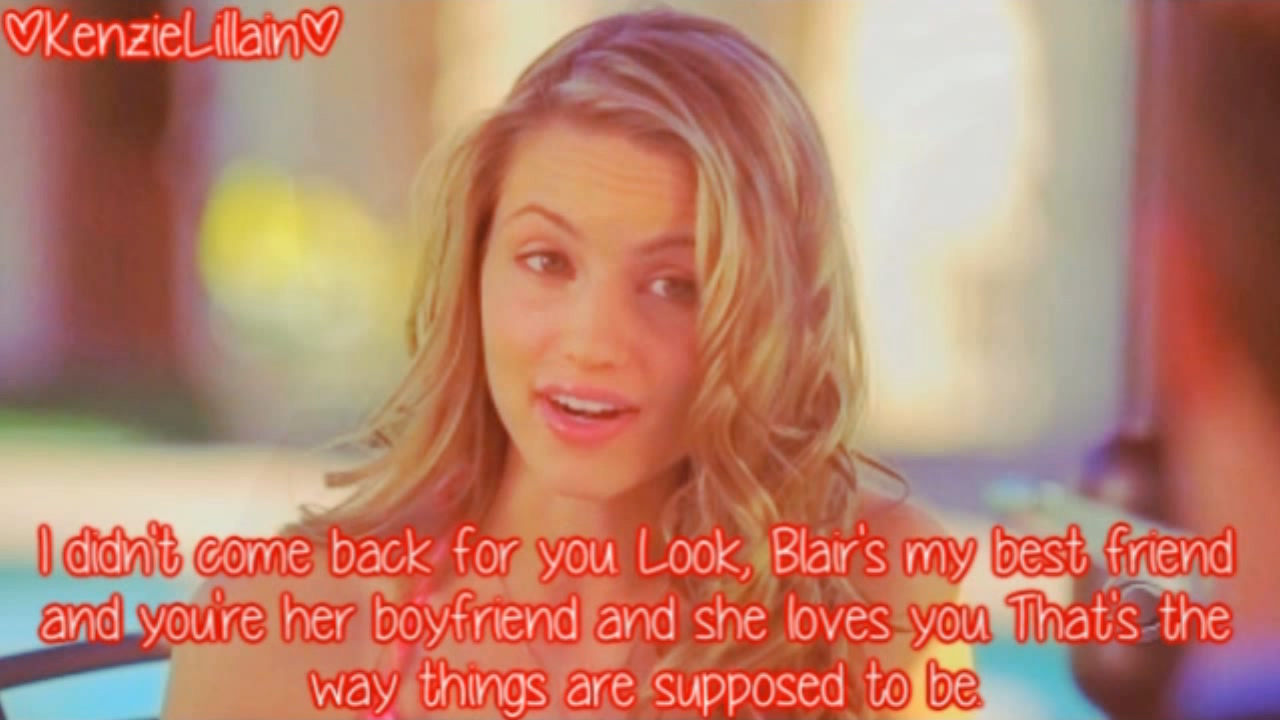 ♡KenzieLillain♡
I didn't come back for you Look, Blair's my best friend
and you're her boyfriend and she loves you. That's the
way things are supposed to be.